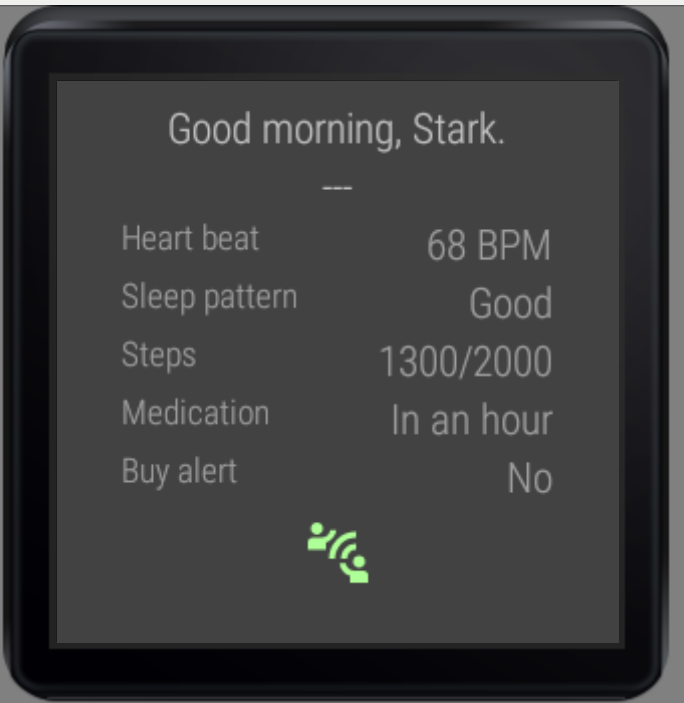 Good morning, Stark.
---
Heart beat 68 BPM
Sleep pattern Good
Steps 1300/2000
Medication In an hour
Buy alert No